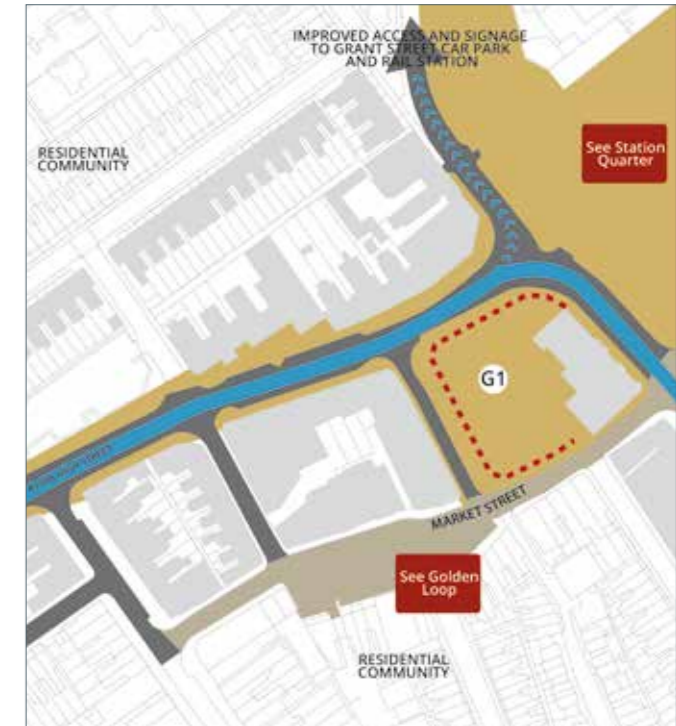 IMPROVED ACCESS AND SIGNAGE
TO GRANT STREET CAR PARK
AND RAIL STATION
RESIDENTIAL
COMMUNITY
See Station
Quarter
G1
MARKET STREET
See Golden
Loop
RESIDENTIAL
COMMUNITY